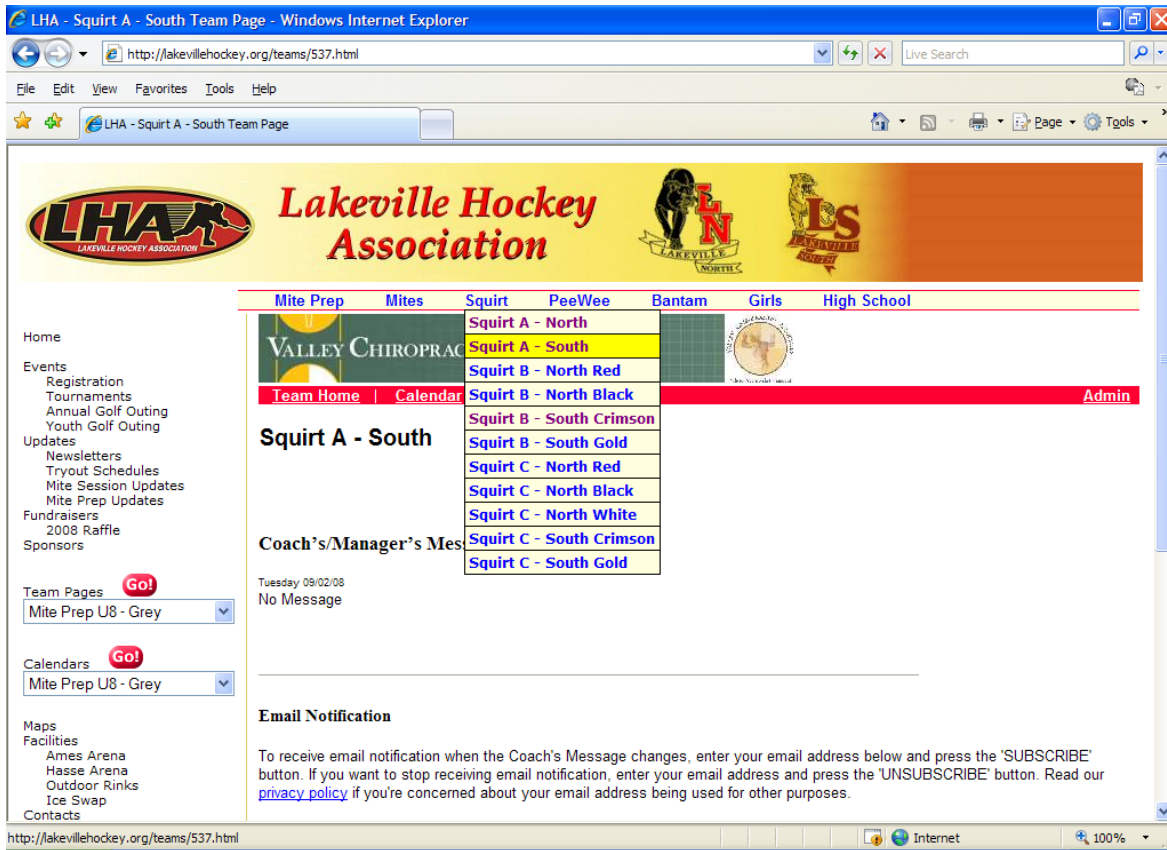 LHA - Squirt A - South Team Page - Windows Internet Explorer
http://lakevillehockey.org/teams/537.html
Live Search
File Edit View Favorites Tools Help
LHA - Squirt A - South Team Page
Page Tools
LHA
LAKEVILLE HOCKEY ASSOCIATION
Lakeville Hockey
Association
LN
LAKEVILLE
NORTH
LS
LAKEVILLE
SOUTH
Mite Prep Mites Squirt PeeWee Bantam Girls High School
Squirt A - North
Squirt A - South
Squirt B - North Red
Squirt B - North Black
Squirt B - South Crimson
Squirt B - South Gold
Squirt C - North Red
Squirt C - North Black
Squirt C - North White
Squirt C - South Crimson
Squirt C - South Gold
Home
Events
Registration
Tournaments
Annual Golf Outing
Youth Golf Outing
Updates
Newsletters
Tryout Schedules
Mite Session Updates
Mite Prep Updates
Fundraisers
2008 Raffle
Sponsors
Team Pages Go!
Mite Prep U8 - Grey
Calendars Go!
Mite Prep U8 - Grey
Maps
Facilities
Ames Arena
Hasse Arena
Outdoor Rinks
Ice Swap
Contacts
VALLEY CHIROPRAC
Team Home | Calendar Admin
Squirt A - South
Coach's/Manager's Mes
Tuesday 09/02/08
No Message
Email Notification
To receive email notification when the Coach's Message changes, enter your email address below and press the 'SUBSCRIBE'
button. If you want to stop receiving email notification, enter your email address and press the 'UNSUBSCRIBE' button. Read our
privacy policy if you're concerned about your email address being used for other purposes.
http://lakevillehockey.org/teams/537.html Internet 100%